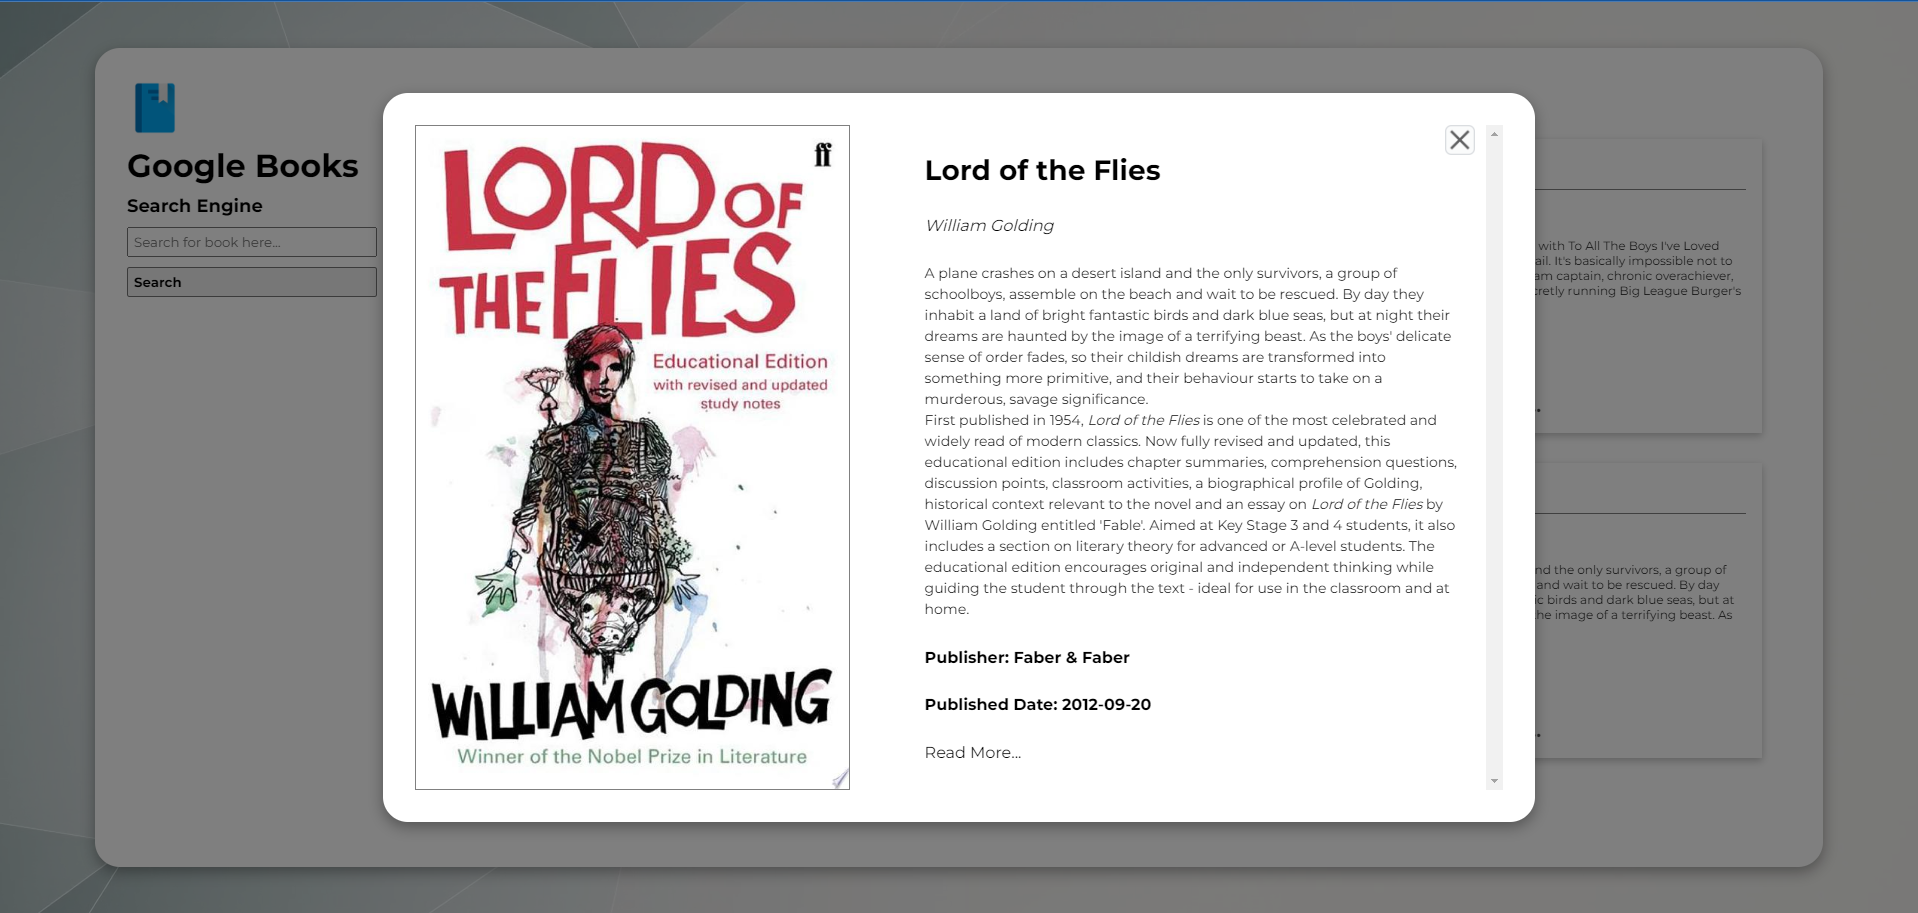 Google Books
Search Engine
Search for book here...
Search
LORD OF
THE FLIES
ff
Educational Edition
with revised and updated
study notes
WILLIAM GOLDING
Winner of the Nobel Prize in Literature
Lord of the Flies
William Golding
A plane crashes on a desert island and the only survivors, a group of
schoolboys, assemble on the beach and wait to be rescued. By day they
inhabit a land of bright fantastic birds and dark blue seas, but at night their
dreams are haunted by the image of a terrifying beast. As the boys' delicate
sense of order fades, so their childish dreams are transformed into
something more primitive, and their behaviour starts to take on a
murderous, savage significance.
First published in 1954, Lord of the Flies is one of the most celebrated and
widely read of modern classics. Now fully revised and updated, this
educational edition includes chapter summaries, comprehension questions,
discussion points, classroom activities, a biographical profile of Golding,
historical context relevant to the novel and an essay on Lord of the Flies by
William Golding entitled 'Fable'. Aimed at Key Stage 3 and 4 students, it also
includes a section on literary theory for advanced or A-level students. The
educational edition encourages original and independent thinking while
guiding the student through the text - ideal for use in the classroom and at
home.
Publisher: Faber & Faber
Published Date: 2012-09-20
Read More...
with To All The Boys I've Loved
It's basically impossible not to
captain, chronic overachiever,
running Big League Burger's
the only survivors, a group of
and wait to be rescued. By day
birds and dark blue seas, but at
the image of a terrifying beast. As